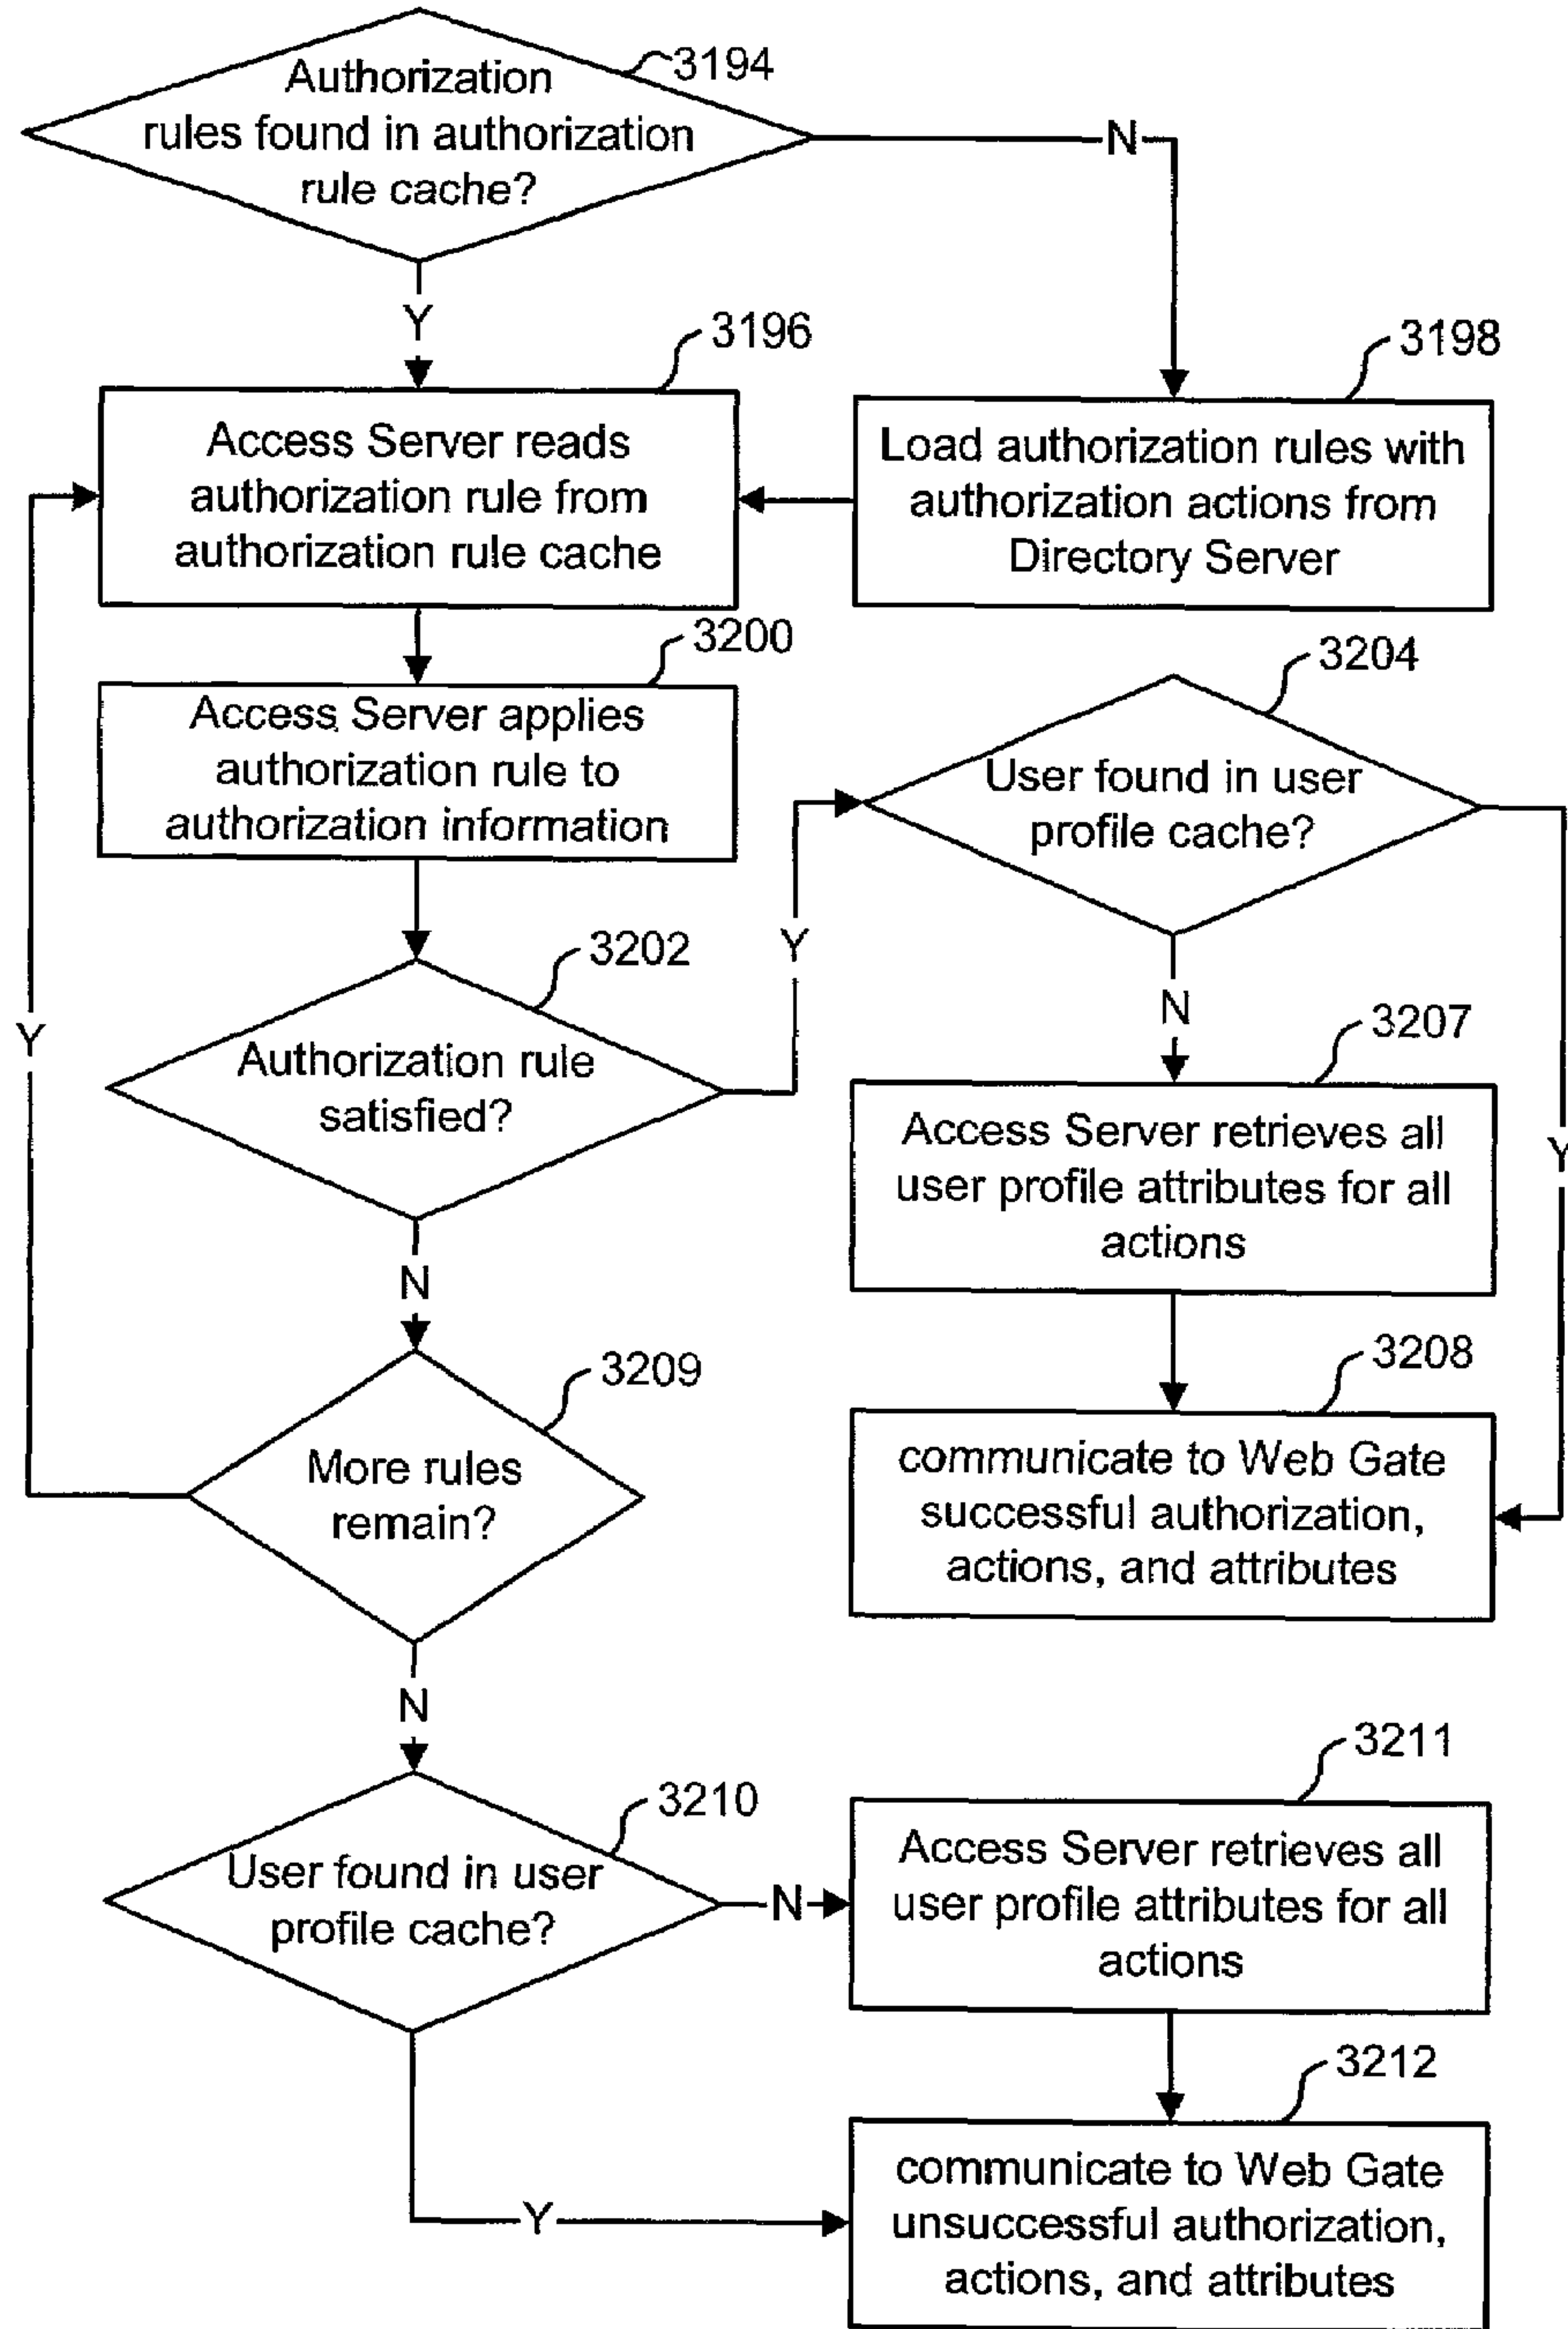 Authorization
rules found in authorization
rule cache?
3194
N
Y
3196
Access Server reads
authorization rule from
authorization rule cache
3198
Load authorization rules with
authorization actions from
Directory Server
3200
Access Server applies
authorization rule to
authorization information
3204
User found in user
profile cache?
Y
N
Y
3202
Authorization rule
satisfied?
Y
N
3207
Access Server retrieves all
user profile attributes for all
actions
3208
communicate to Web Gate
successful authorization,
actions, and attributes
3209
More rules
remain?
N
3210
User found in user
profile cache?
N
Y
3211
Access Server retrieves all
user profile attributes for all
actions
3212
communicate to Web Gate
unsuccessful authorization,
actions, and attributes